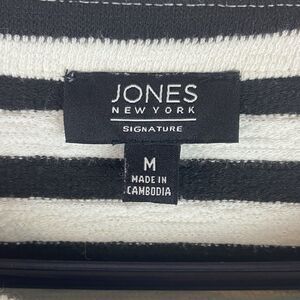 JONES
NEW YORK
SIGNATURE
M
MADE IN
CAMBODIA